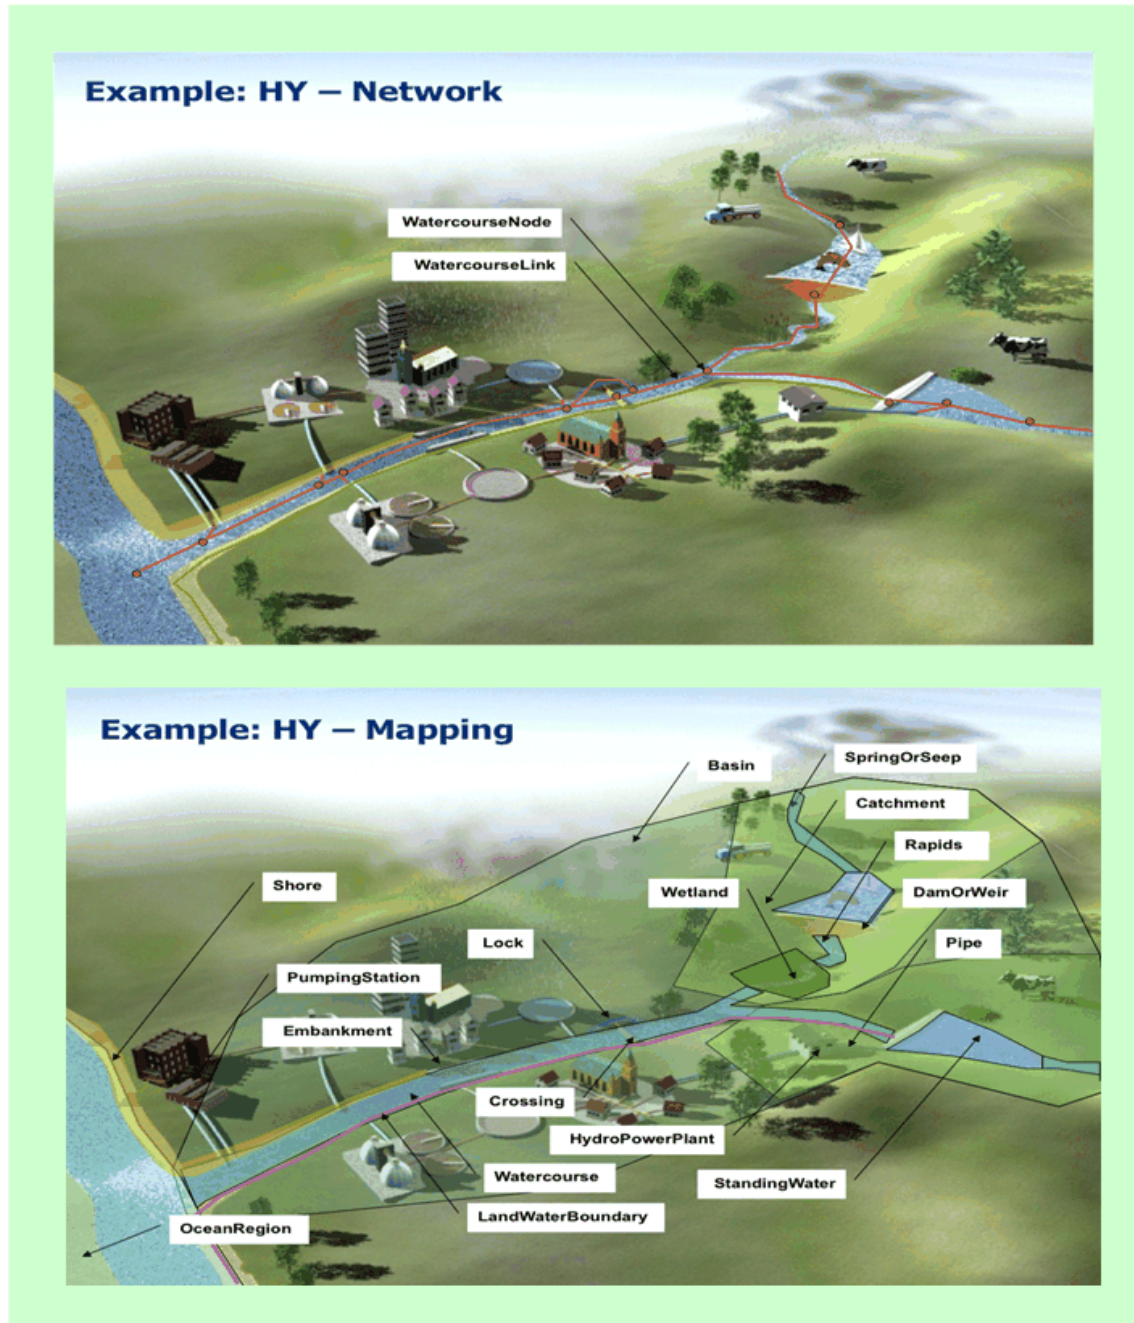 Example: HY – Network
WatercourseNode
WatercourseLink
Example: HY – Mapping
SpringOrSeep
Basin
Catchment
Rapids
Shore
Wetland
DamOrWeir
Lock
Pipe
PumpingStation
Embankment
Crossing
HydroPowerPlant
Watercourse
StandingWater
LandWaterBoundary
OceanRegion